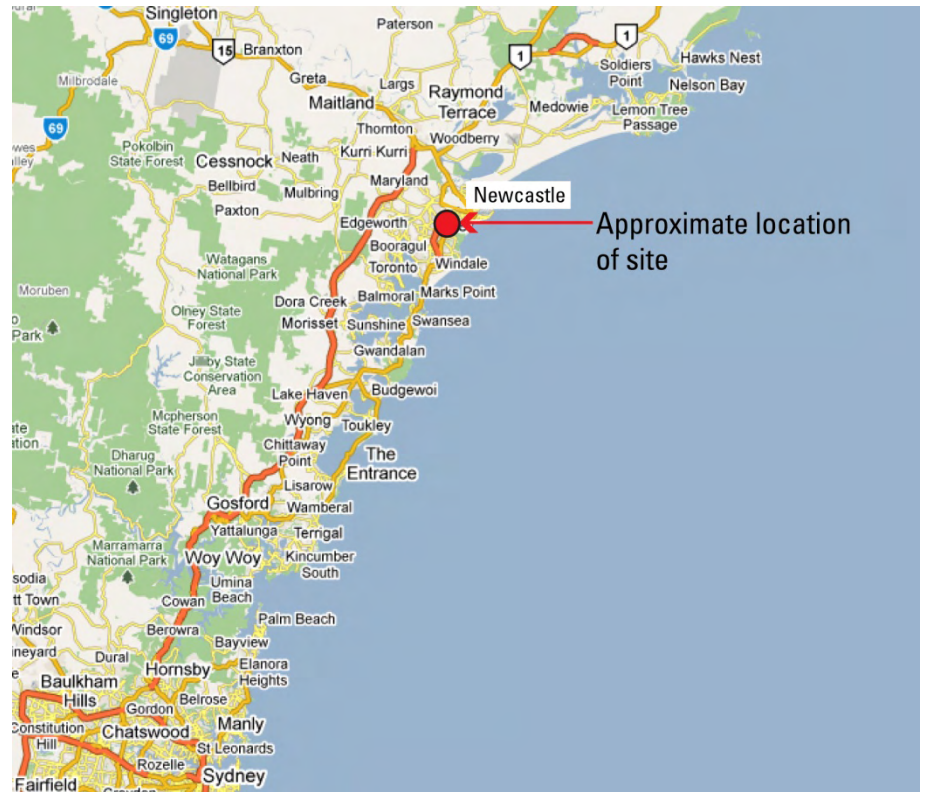 Singleton
Paterson
69
15
Branxton
1
1
Soldiers
Point
Hawks Nest
Milbrodale
Greta
Largs
Raymond
Terrace
Nelson Bay
Maitland
Medowie
Lemon Tree
Passage
69
Thornton
Woodberry
Pokolbin
State Forest
Cessnock
Neath
Kurri Kurri
Bellbird
Mulbring
Maryland
Newcastle
Paxton
Edgeworth
Approximate location
of site
Booragul
Watagans
National Park
Toronto
Windale
Moruben
Dora Creek
Balmoral
Marks Point
Olney State
Forest
Morisset
Sunshine
Swansea
Park
Gwandalan
Jilliby State
Conservation
Area
Lake Haven
Budgewoi
Mcpherson
State Forest
Wyong
Toukley
Chittaway
Point
The
Entrance
Dharug
National Park
Lisarow
Gosford
Wamberal
Yattalunga
Terrigal
Marramarra
National Park
Woy Woy
Kincumber
South
Umina
Beach
Cowan
Palm Beach
Windsor
Berowra
Bayview
Dural
Hornsby
Elanora
Heights
Baulkham
Hills
Gordon
Belrose
Constitution
Hill
Chatswood
Manly
St Leonards
Rozelle
Sydney
Fairfield